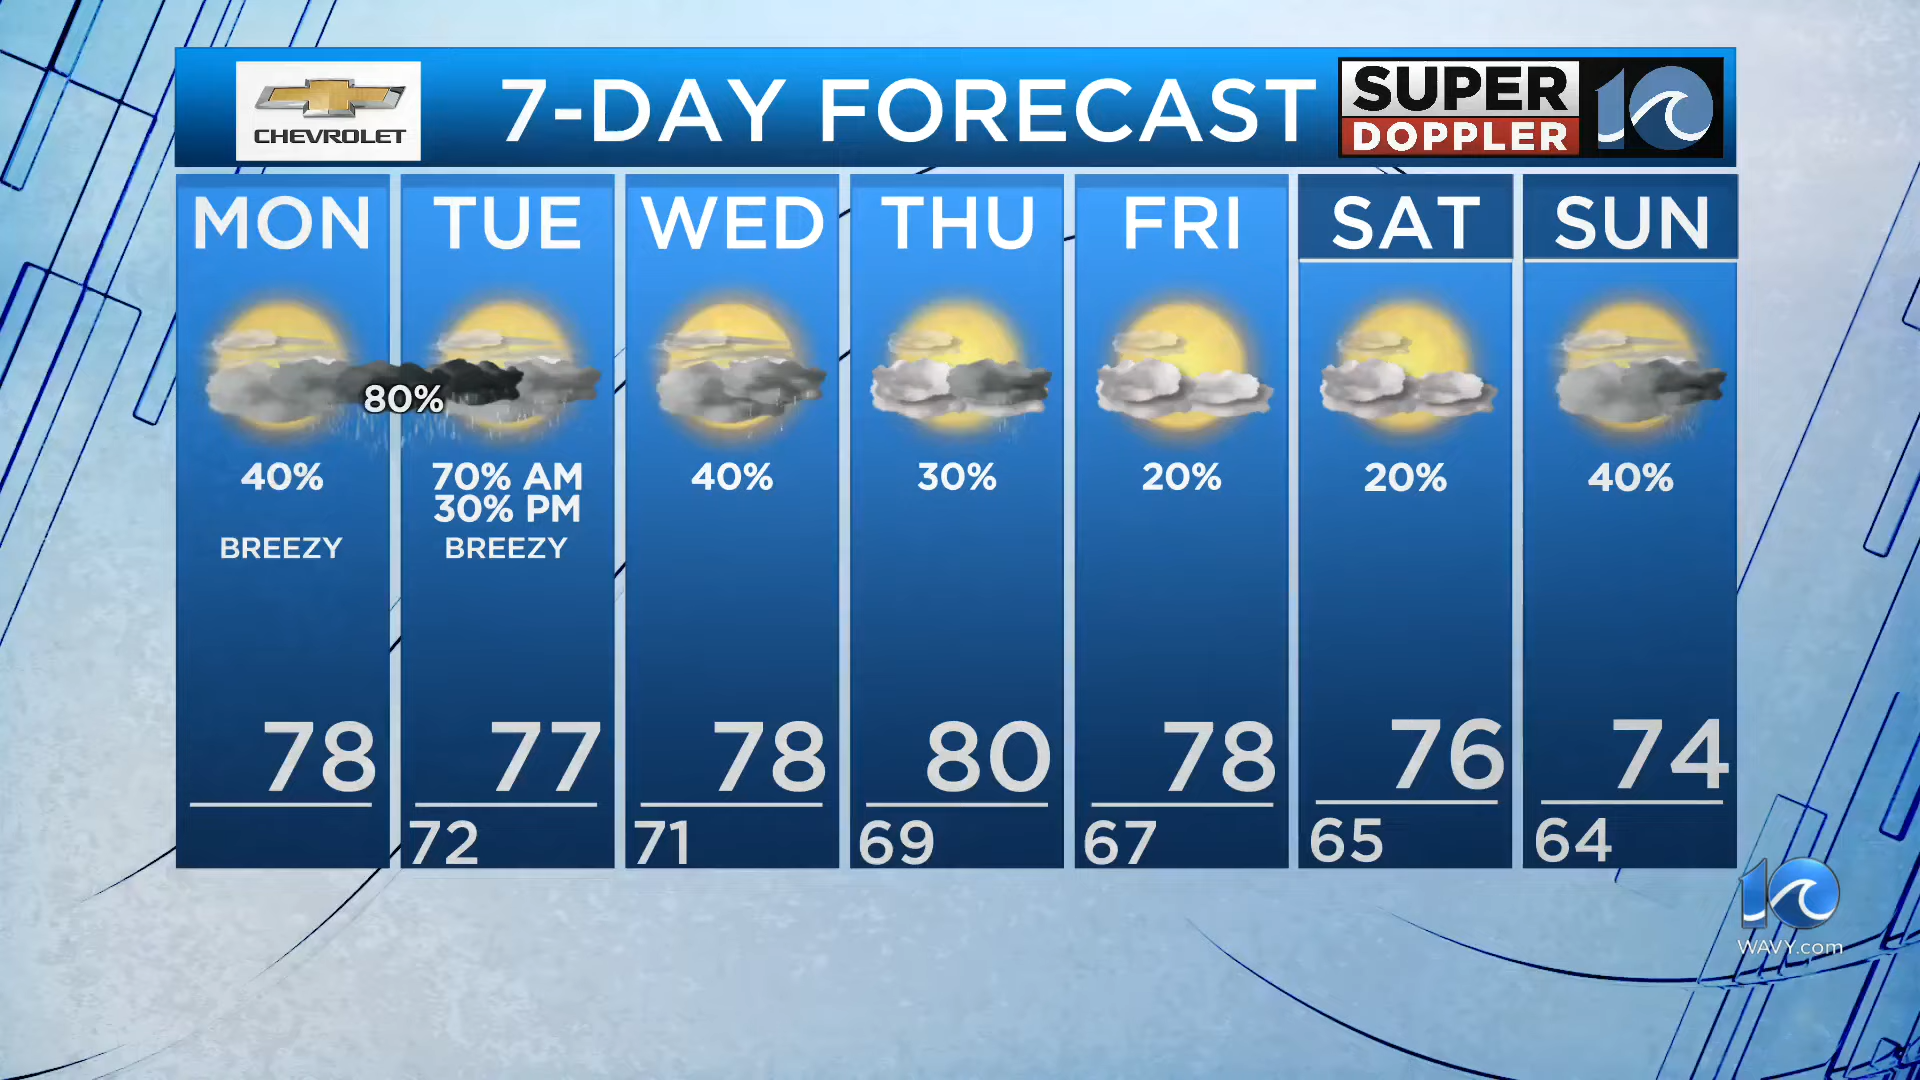 CHEVROLET
7-DAY FORECAST
SUPER
DOPPLER
10
MON
TUE
WED
THU
FRI
SAT
SUN
80%
40%
70% AM
30% PM
40%
30%
20%
20%
40%
BREEZY
BREEZY
78
77
78
80
78
76
74
72
71
69
67
65
64
10
WAVY.com